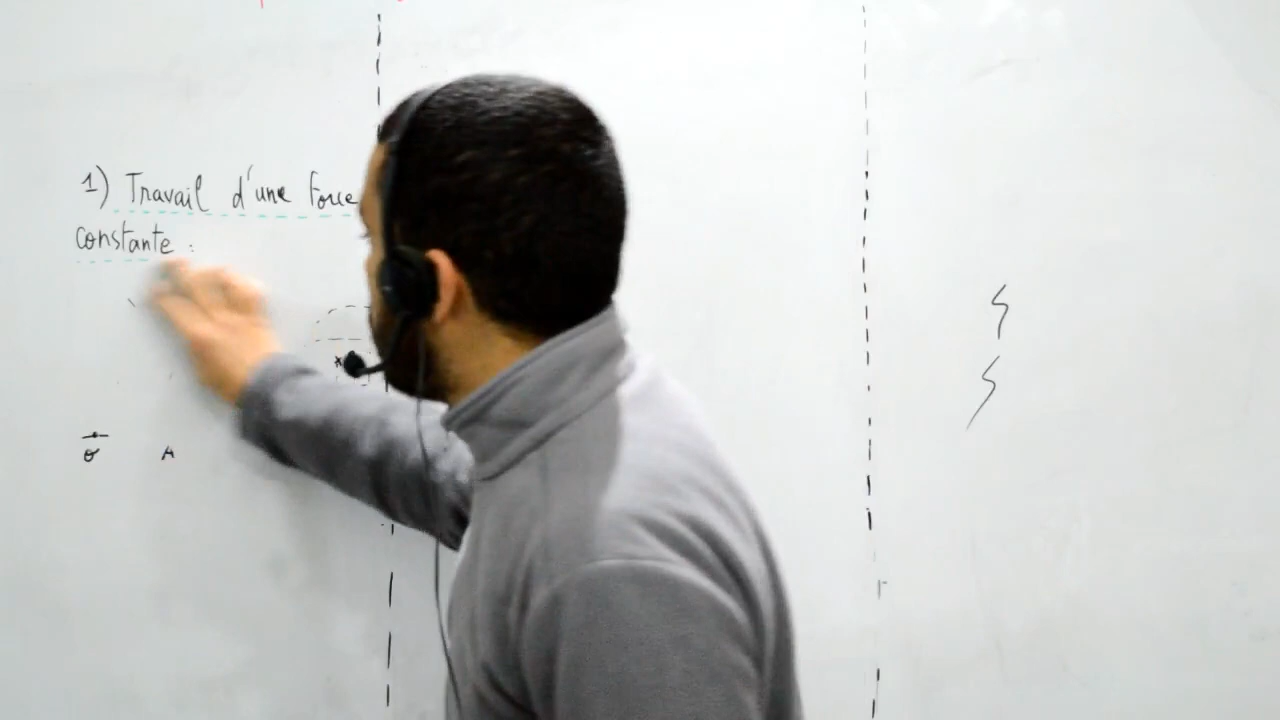 1) Travail d'une Force
constante :
σ A